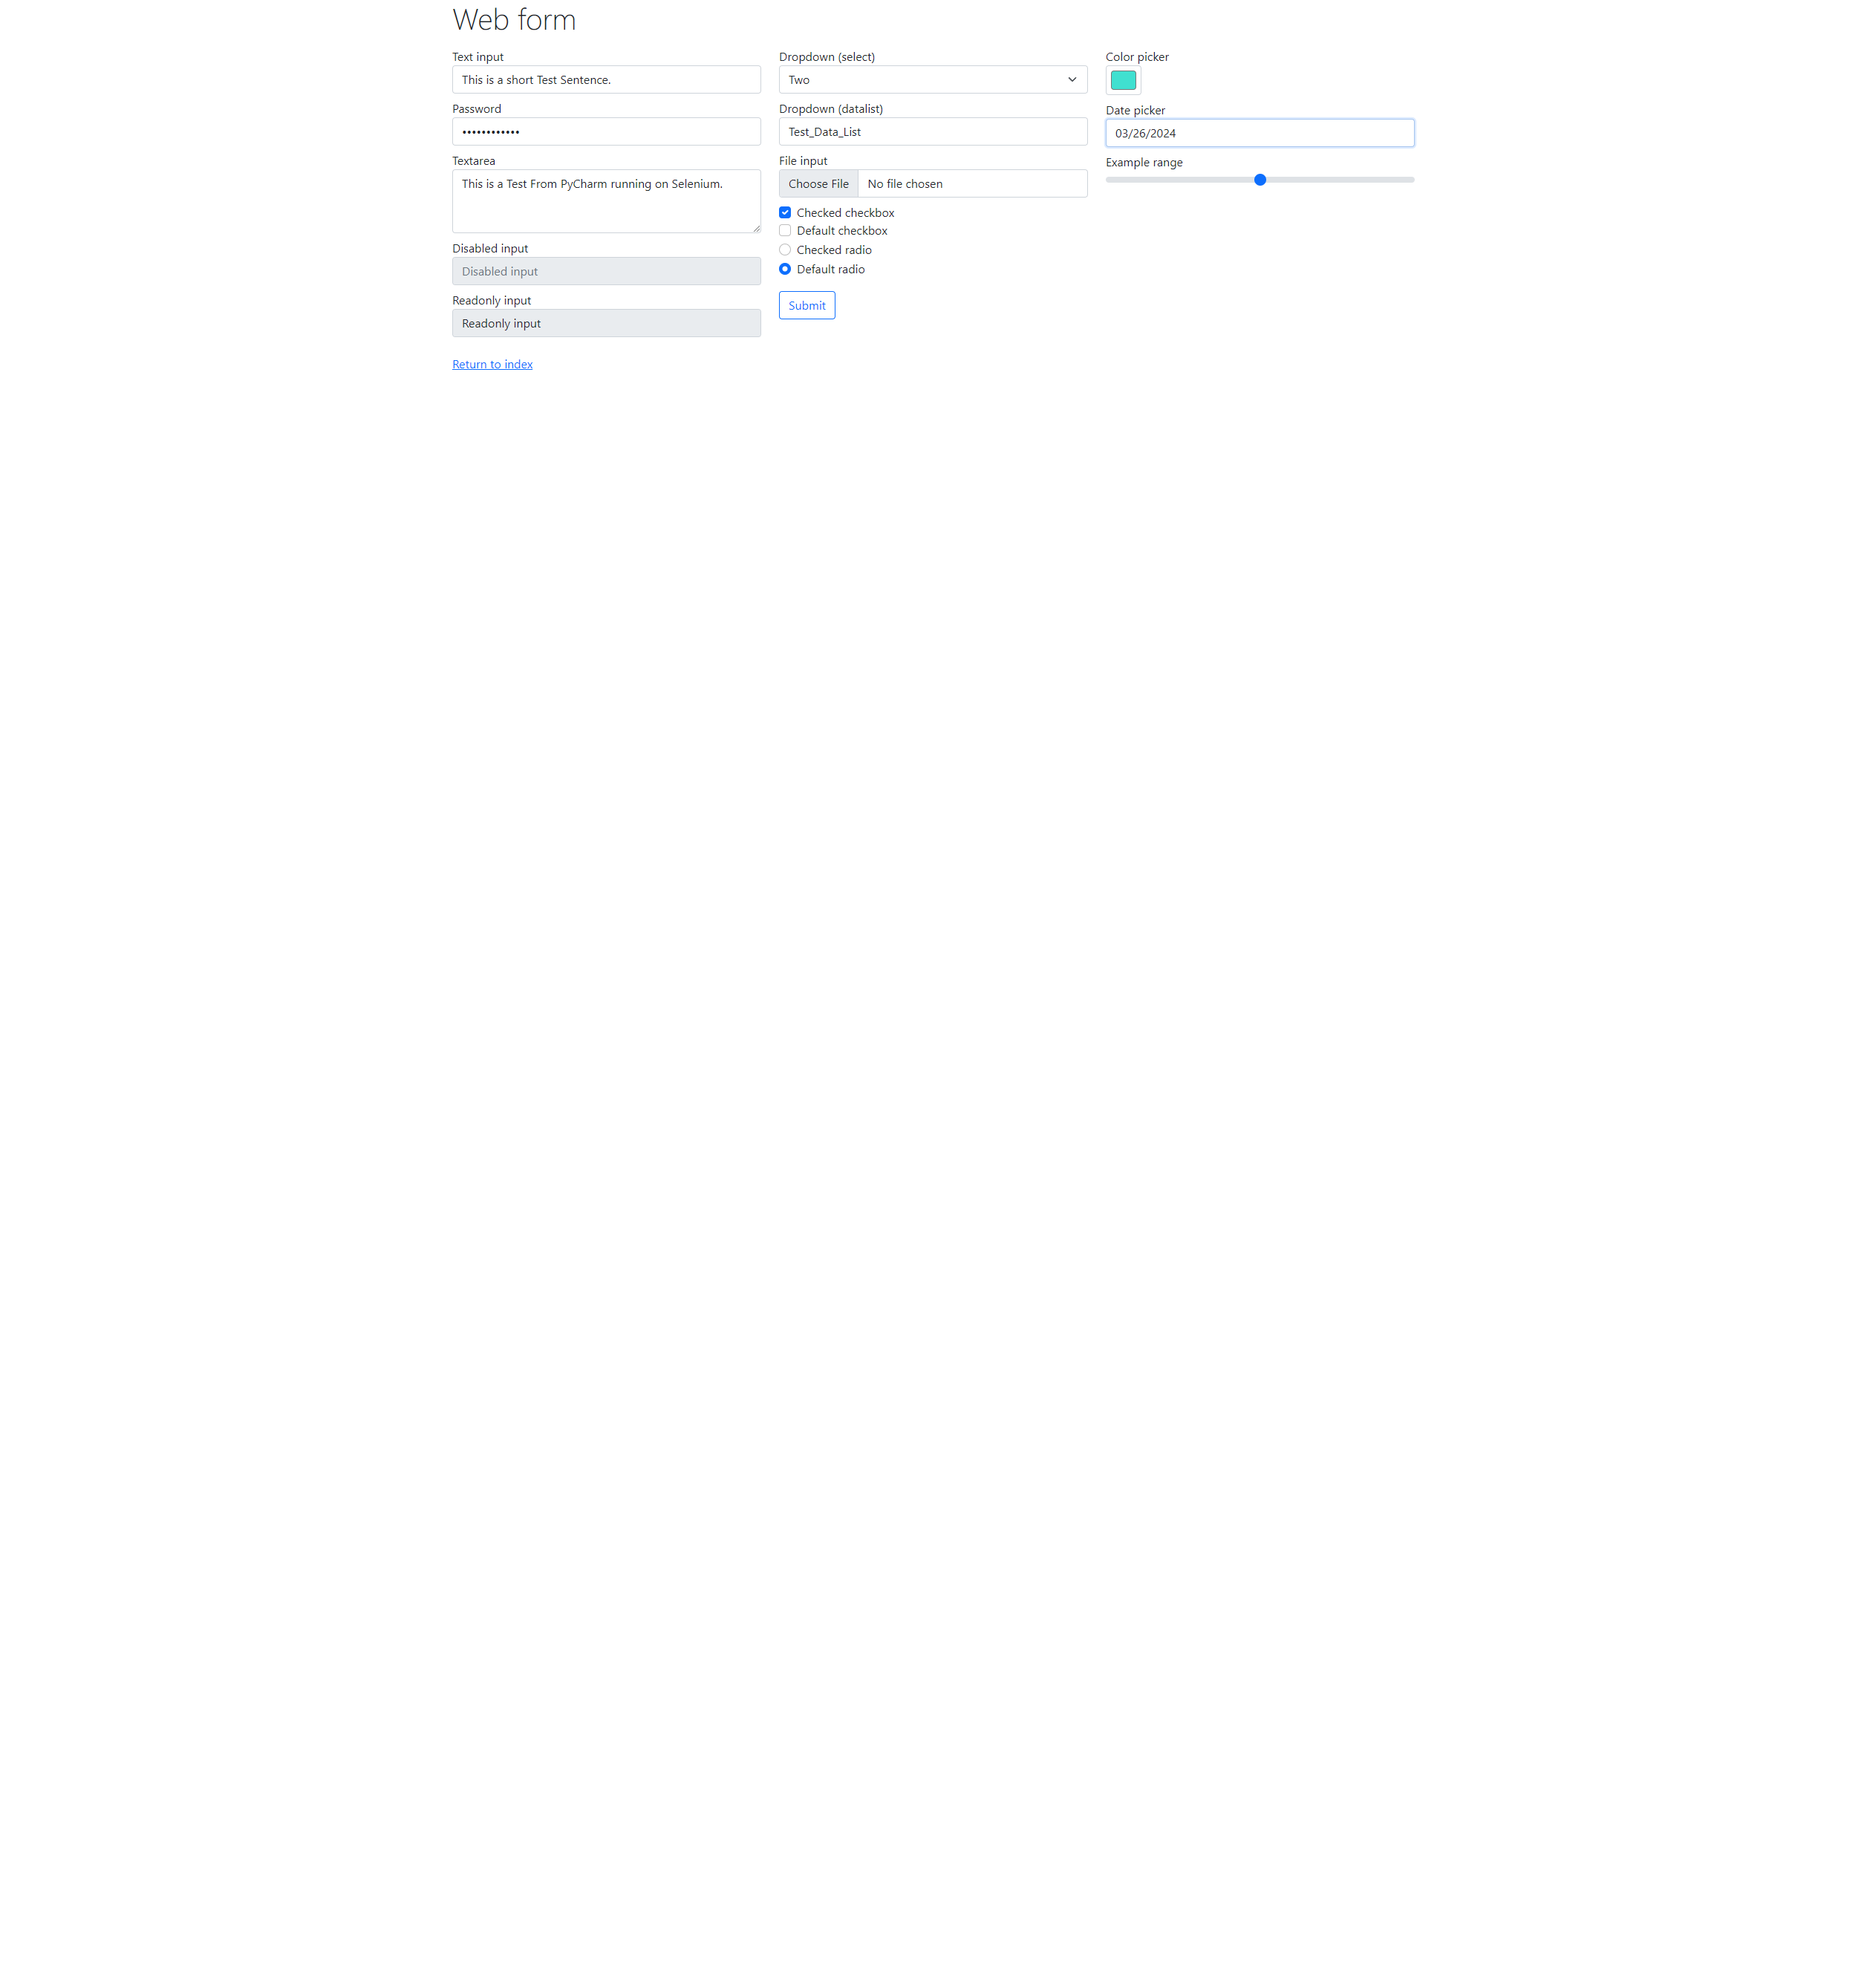 Web form
Text input
This is a short Test Sentence.
Password
••••••••••••
Textarea
This is a Test From PyCharm running on Selenium.
Disabled input
Disabled input
Readonly input
Readonly input
Return to index
Dropdown (select)
Two
Dropdown (datalist)
Test_Data_List
File input
Choose File No file chosen
Checked checkbox
Default checkbox
Checked radio
Default radio
Submit
Color picker
Date picker
03/26/2024
Example range